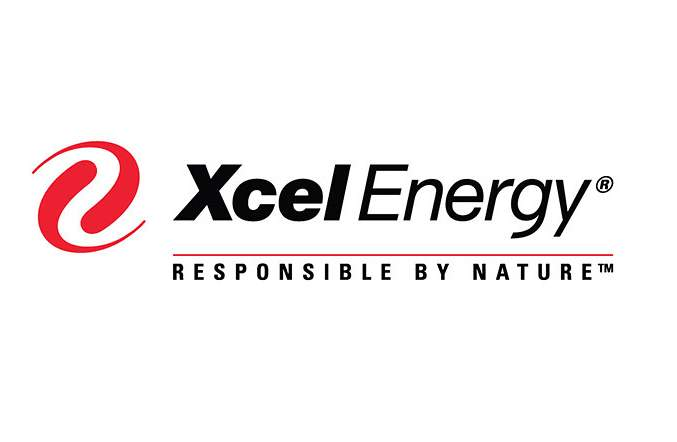 Xcel Energy®
RESPONSIBLE BY NATURE™